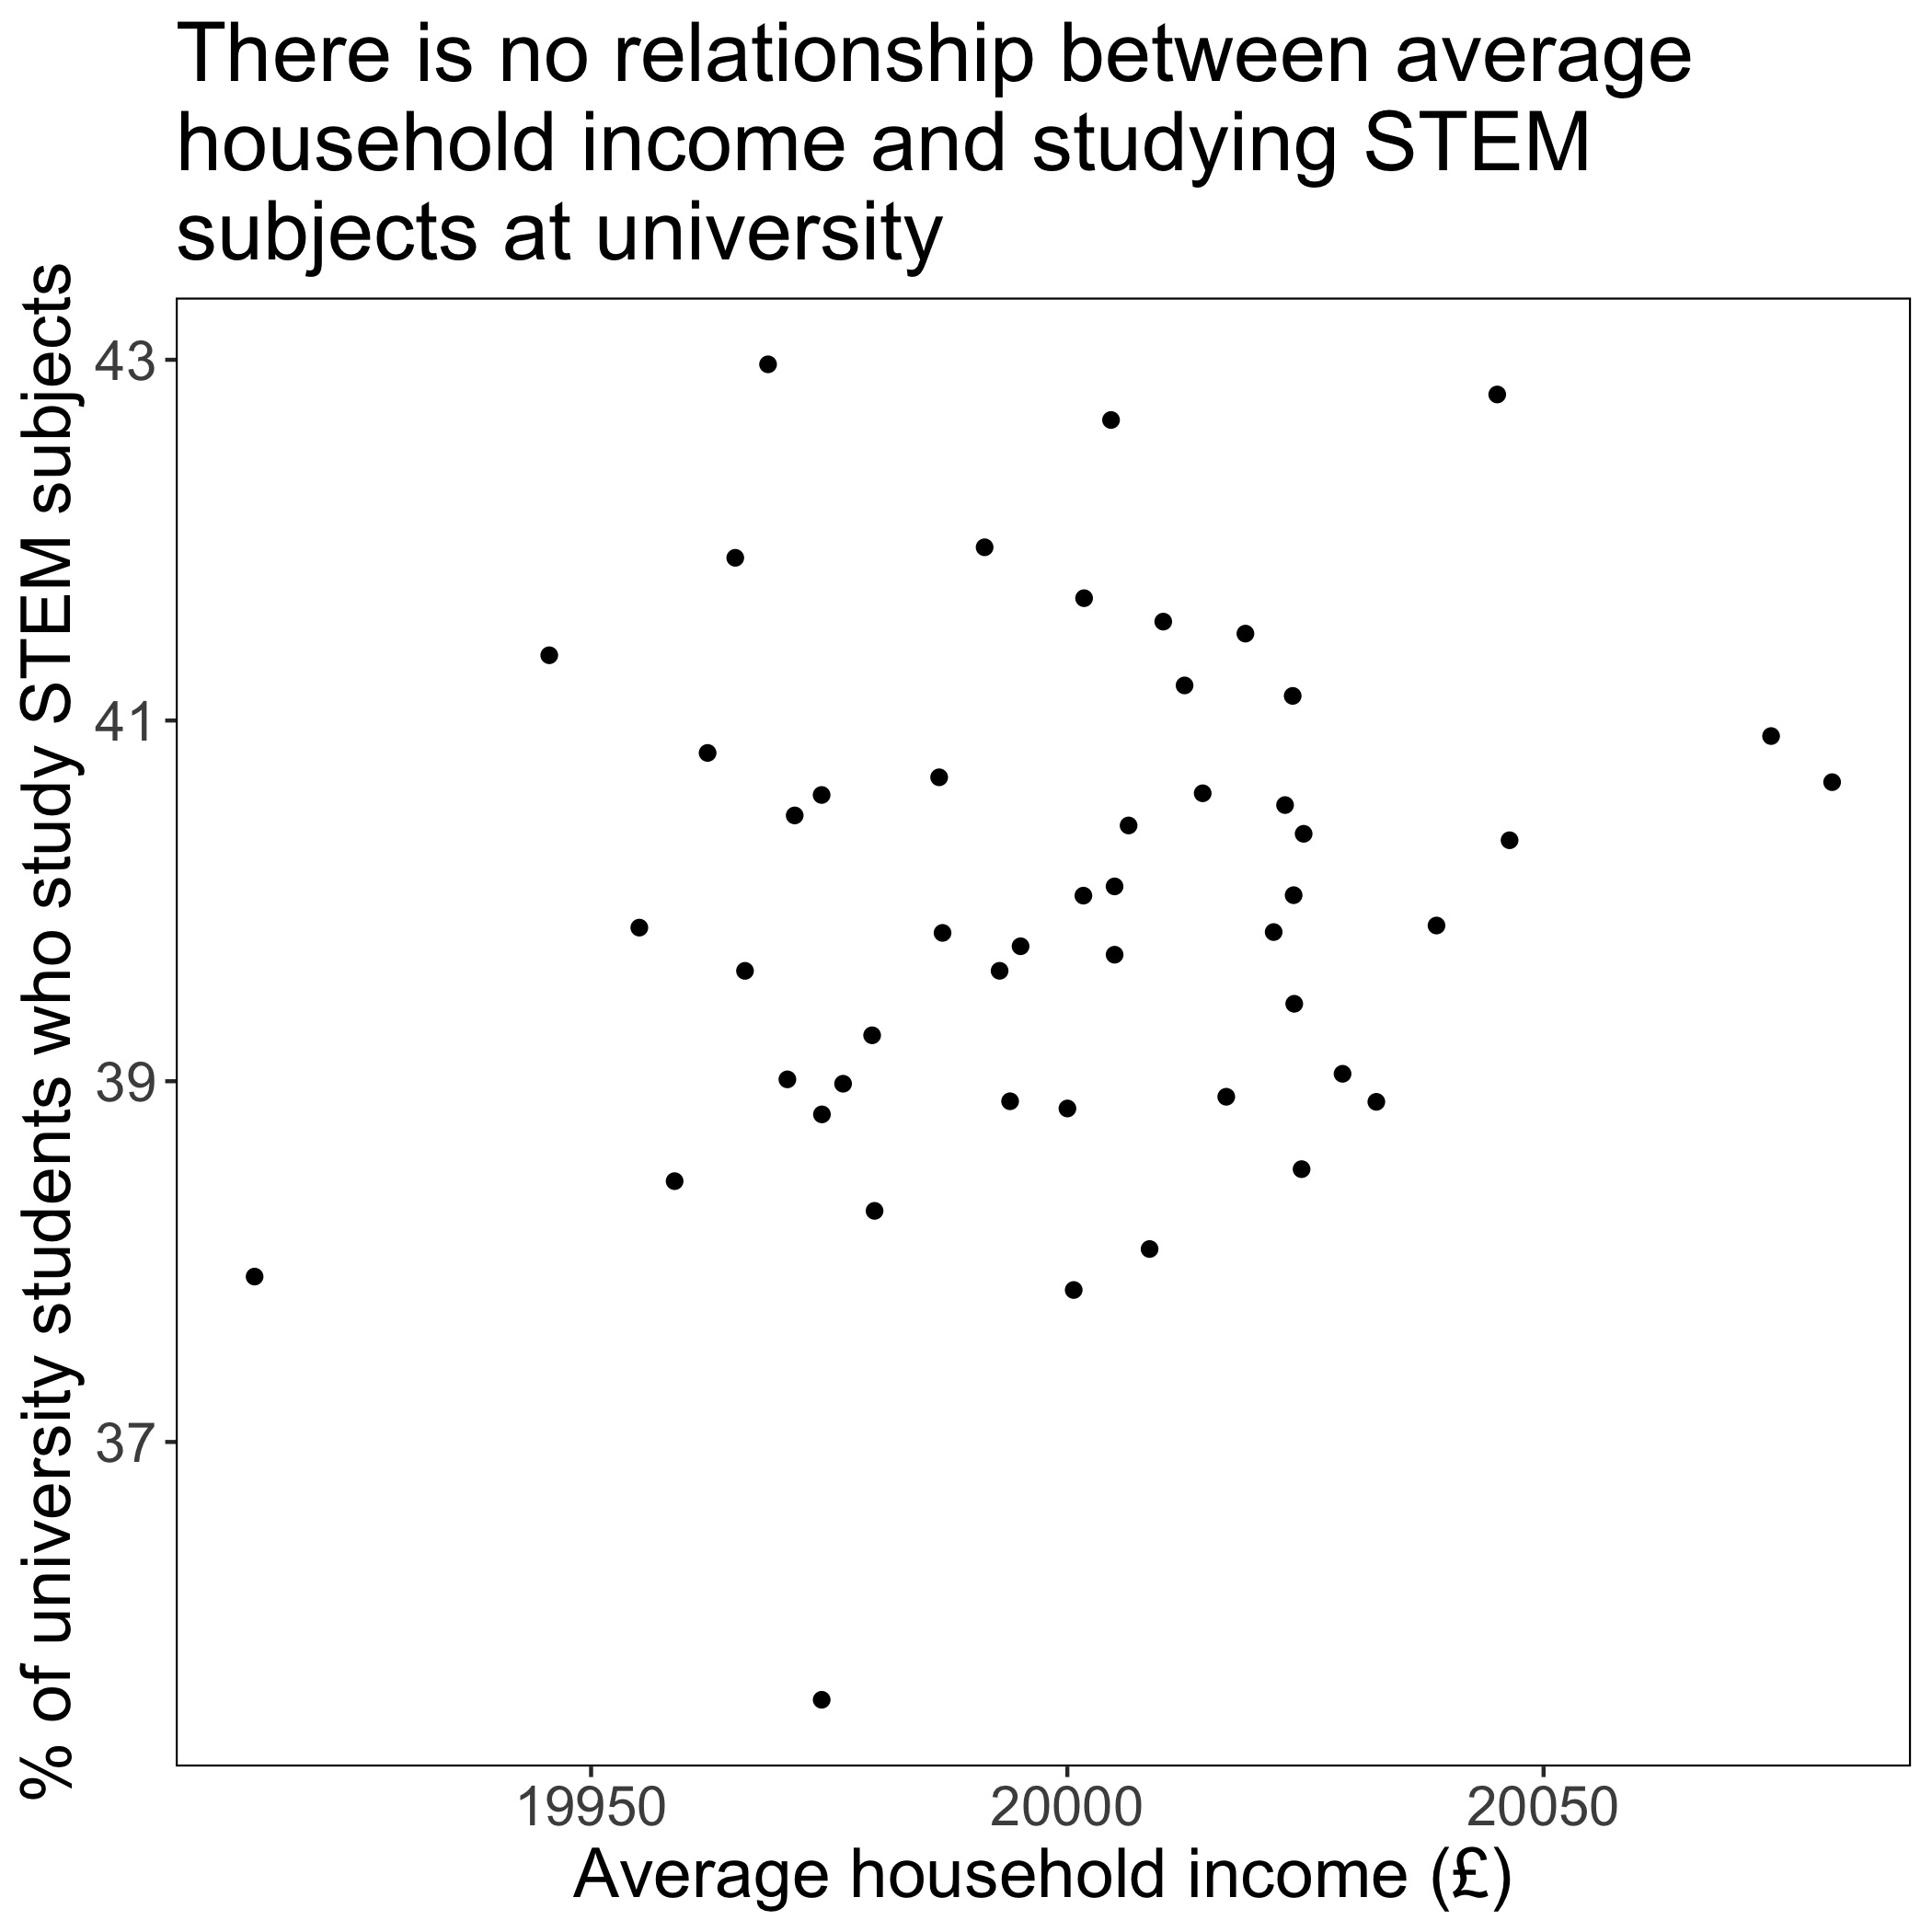 There is no relationship between average
household income and studying STEM
subjects at university
% of university students who study STEM subjects
43
41
39
37
19950
20000
20050
Average household income (£)